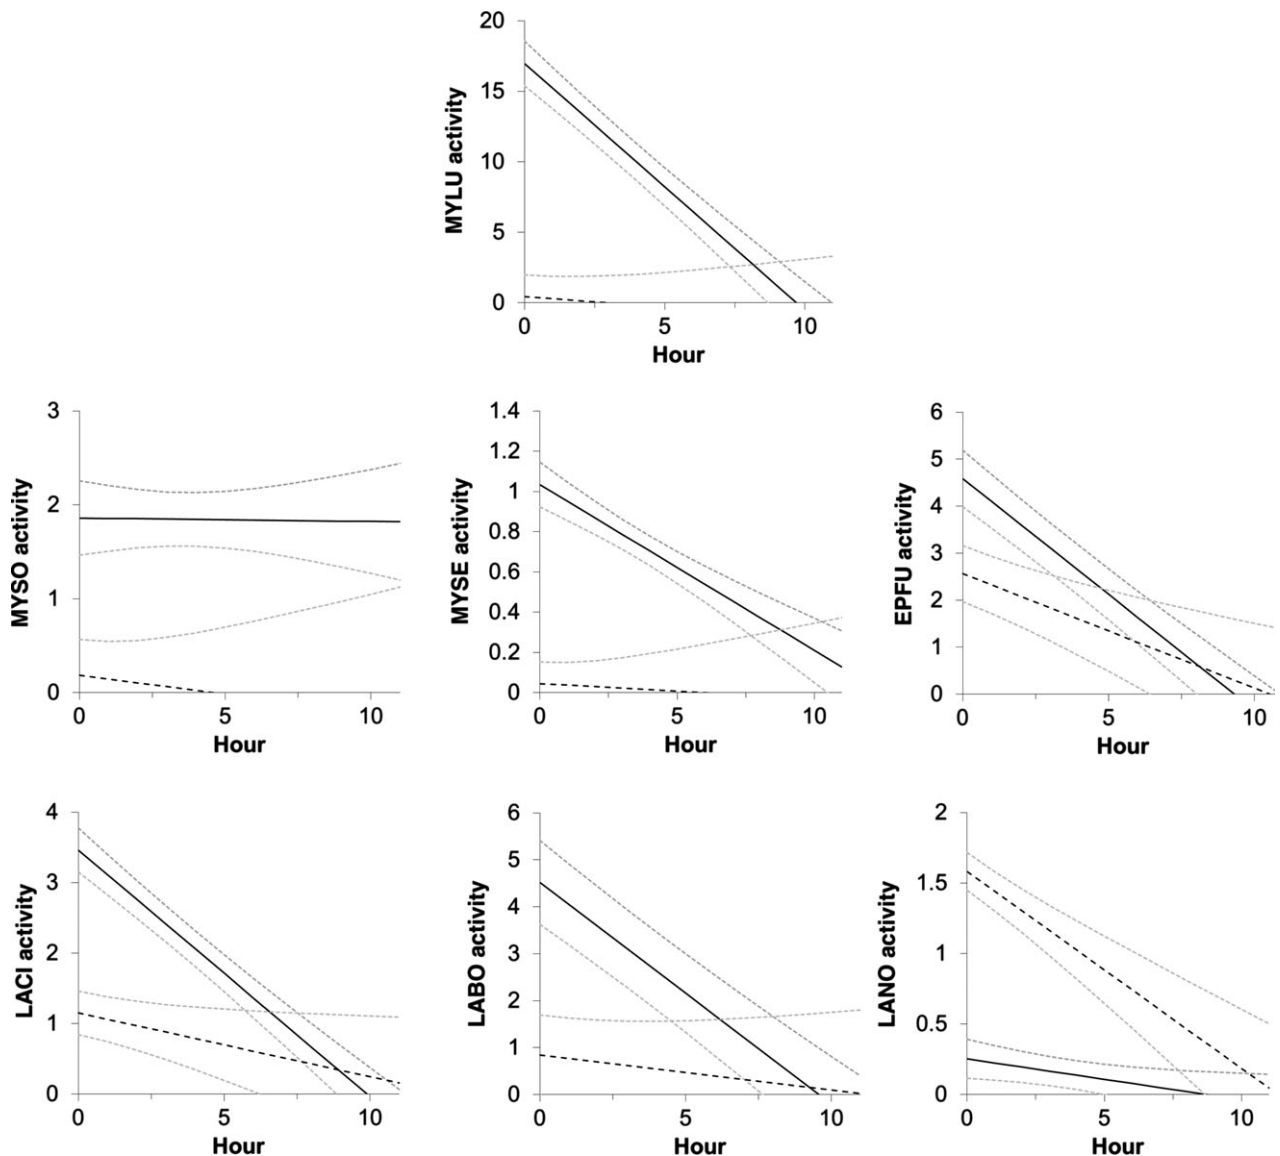 20
15
10
5
0
MYLU activity
0 5 10
Hour
3
2
1
0
MYSO activity
0 5 10
Hour
1.4
1.2
1
0.8
0.6
0.4
0.2
0
MYSE activity
0 5 10
Hour
6
5
4
3
2
1
0
EPFU activity
0 5 10
Hour
4
3
2
1
0
LACI activity
0 5 10
Hour
6
5
4
3
2
1
0
LABO activity
0 5 10
Hour
2
1.5
1
0.5
0
LANO activity
0 5 10
Hour